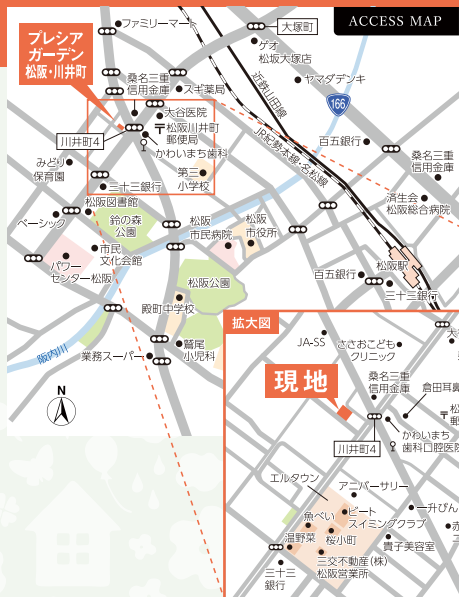 ACCESS MAP
プレシア
ガーデン
松阪・川井町
ファミリーマー
大塚町
ゲオ
松坂大塚店
ヤマダデンキ
近鉄山田線
166
桑名三重
信用金庫
スギ薬局
大谷医院
松阪川井町
郵便局
かわいまち歯科
川井町4
JR紀勢本線・名松線
百五銀行
桑名三重
信用金庫
みどり
保育園
第三
小学校
三十三銀行
済生会
松阪総合病院
松阪図書館
ベーシック
鈴の森
公園
松阪
市民病院
松阪
市役所
市民
文化会館
パワー
センター松阪
松阪駅
百五銀行
三十三銀行
松阪公園
殿町中学校
阪内川
業務スーパー
鷲尾
小児科
N
拡大図
JA-SS
ささおこども
クリニック
大
現地
桑名三重
信用金庫
倉田耳鼻
松
郵
川井町4
かわいまち
歯科口腔医院
エルタウン
アニバーサリー
魚べい
ビート
スイミングクラブ
一升びん
温野菜
桜小町
貴子美容室
赤
三交不動産(株)
松阪営業所
三十三
銀行